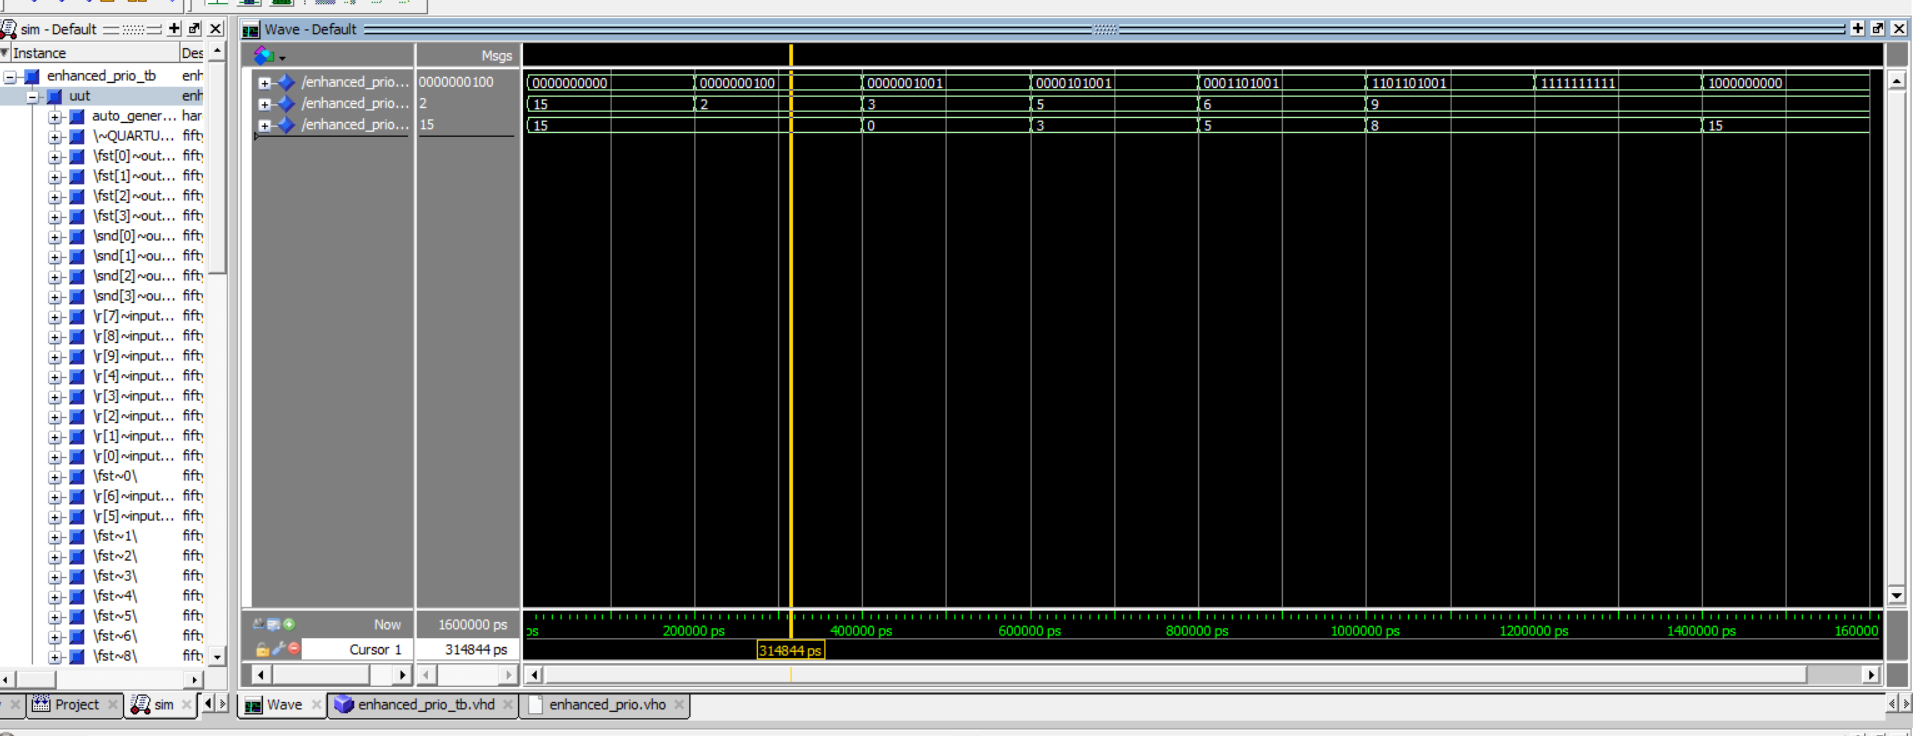 sim - Default
Wave - Default
Instance
Des
Msgs
enhanced_prio_tb enh
uut enh
auto_gener... har
\~QUARTU... fift
\fst[0]~out... fift
\fst[1]~out... fift
\fst[2]~out... fift
\fst[3]~out... fift
\snd[0]~ou... fift
\snd[1]~ou... fift
\snd[2]~ou... fift
\snd[3]~ou... fift
\r[7]~input... fift
\r[8]~input... fift
\r[9]~input... fift
\r[4]~input... fift
\r[3]~input... fift
\r[2]~input... fift
\r[1]~input... fift
\r[0]~input... fift
\fst~0\ fift
\r[6]~input... fift
\r[5]~input... fift
\fst~1\ fift
\fst~2\ fift
\fst~3\ fift
\fst~4\ fift
\fst~5\ fift
\fst~6\ fift
\fst~8\ fift
/enhanced_prio... 0000000100 0000000000 0000000100 0000001001 0000101001 0001101001 1101101001 1111111111 1000000000
/enhanced_prio... 2 15 2 3 5 6 9
/enhanced_prio... 15 15 0 3 5 8 15
Now 1600000 ps
ps 200000 ps 400000 ps 600000 ps 800000 ps 1000000 ps 1200000 ps 1400000 ps 160000
Cursor 1 314844 ps
314844 ps
Project
sim
Wave
enhanced_prio_tb.vhd
enhanced_prio.vho